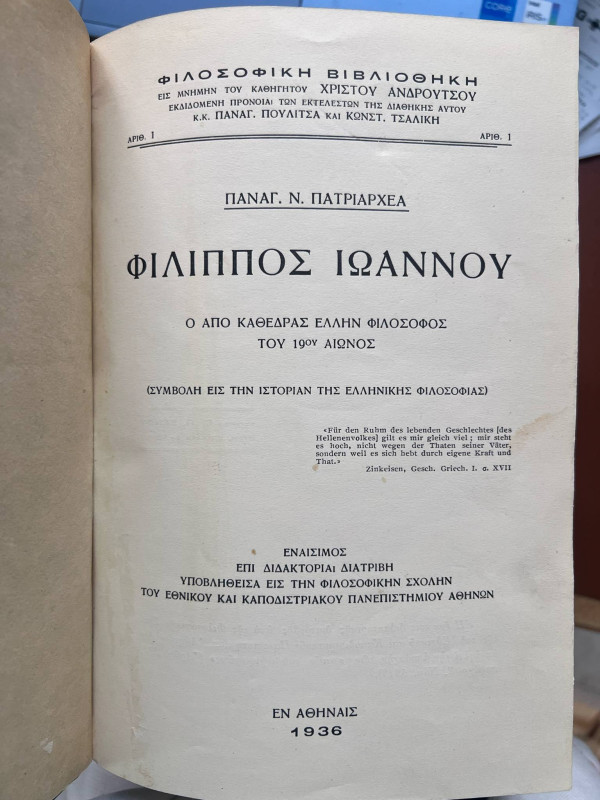 ΦΙΛΟΣΟΦΙΚΗ ΒΙΒΛΙΟΘΗΚΗ
ΕΙΣ ΜΝΗΜΗΝ ΤΟΥ ΚΑΘΗΓΗΤΟΥ ΧΡΙΣΤΟΥ ΑΝΔΡΟΥΤΣΟΥ
ΕΚΔΙΔΟΜΕΝΗ ΠΡΟΝΟΙΑι ΤΩΝ ΕΚΤΕΛΕΣΤΩΝ ΤΗΣ ΔΙΑΘΗΚΗΣ ΑΥΤΟΥ
Κ.Κ. ΠΑΝΑΓ. ΠΟΥΛΙΤΣΑ ΚΑΙ ΚΩΝΣΤ. ΤΣΑΛΙΚΗ
ΑΡΙΘ. 1 ΑΡΙΘ. 1
ΠΑΝΑΓ. Ν. ΠΑΤΡΙΑΡΧΕΑ
ΦΙΛΙΠΠΟΣ ΙΩΑΝΝΟΥ
Ο ΑΠΟ ΚΑΘΕΔΡΑΣ ΕΛΛΗΝ ΦΙΛΟΣΟΦΟΣ
ΤΟΥ 19ου ΑΙΩΝΟΣ
(ΣΥΜΒΟΛΗ ΕΙΣ ΤΗΝ ΙΣΤΟΡΙΑΝ ΤΗΣ ΕΛΛΗΝΙΚΗΣ ΦΙΛΟΣΟΦΙΑΣ)
«Für den Ruhm des lebenden Geschlechtes [des
Hellenenvolkes] gilt es mir gleich viel ; mir steht
es hoch, nicht wegen der Thaten seiner Väter,
sondern weil es sich bebt durch eigene Kraft und
That.»
Zinkeisen, Gesch. Griech. I. σ. XVII
ΕΝΑΙΣΙΜΟΣ
ΕΠΙ ΔΙΔΑΚΤΟΡΙΑι ΔΙΑΤΡΙΒΗ
ΥΠΟΒΛΗΘΕΙΣΑ ΕΙΣ ΤΗΝ ΦΙΛΟΣΟΦΙΚΗΝ ΣΧΟΛΗΝ
ΤΟΥ ΕΘΝΙΚΟΥ ΚΑΙ ΚΑΠΟΔΙΣΤΡΙΑΚΟΥ ΠΑΝΕΠΙΣΤΗΜΙΟΥ ΑΘΗΝΩΝ
ΕΝ ΑΘΗΝΑΙΣ
1936